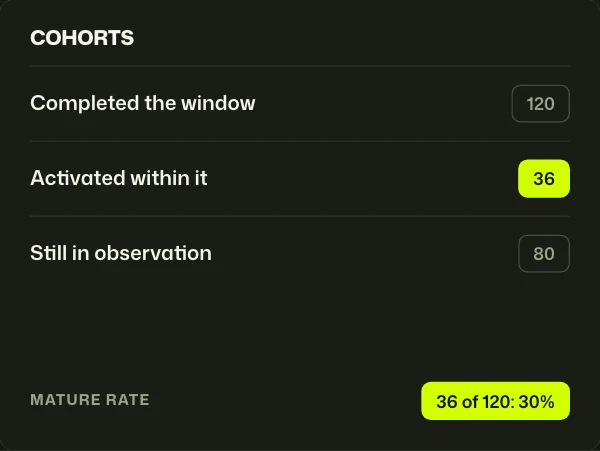 COHORTS
Completed the window 120
Activated within it 36
Still in observation 80
MATURE RATE 36 of 120: 30%